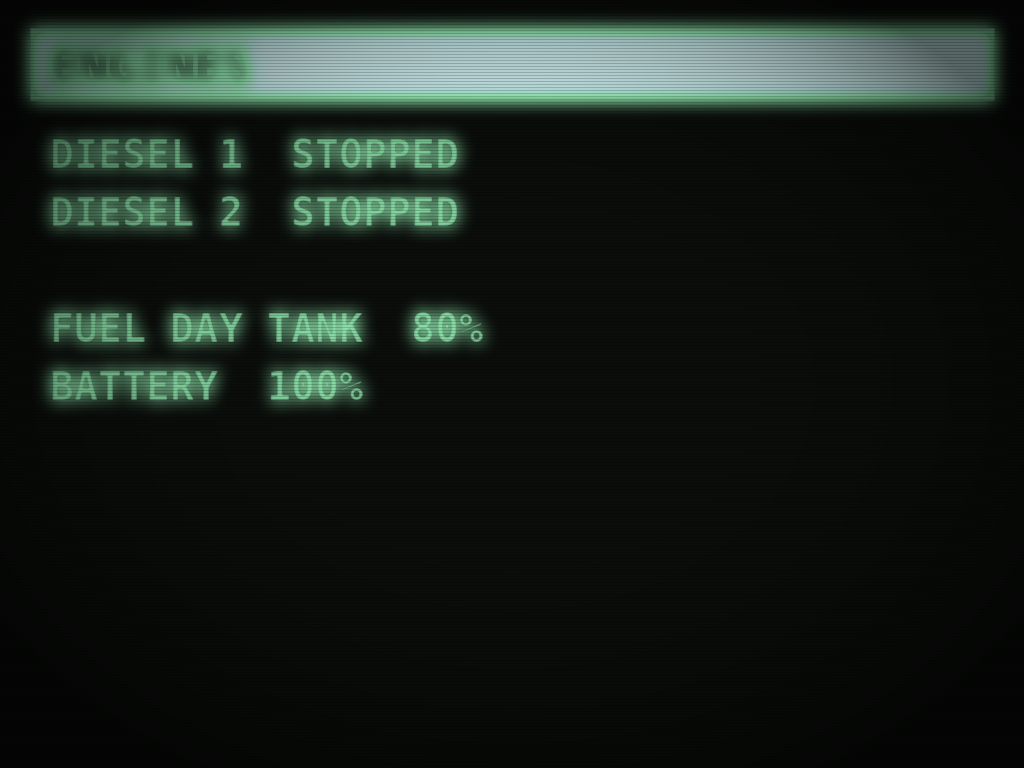 ENGINES
DIESEL 1  STOPPED
DIESEL 2  STOPPED
FUEL DAY TANK  80%
BATTERY  100%